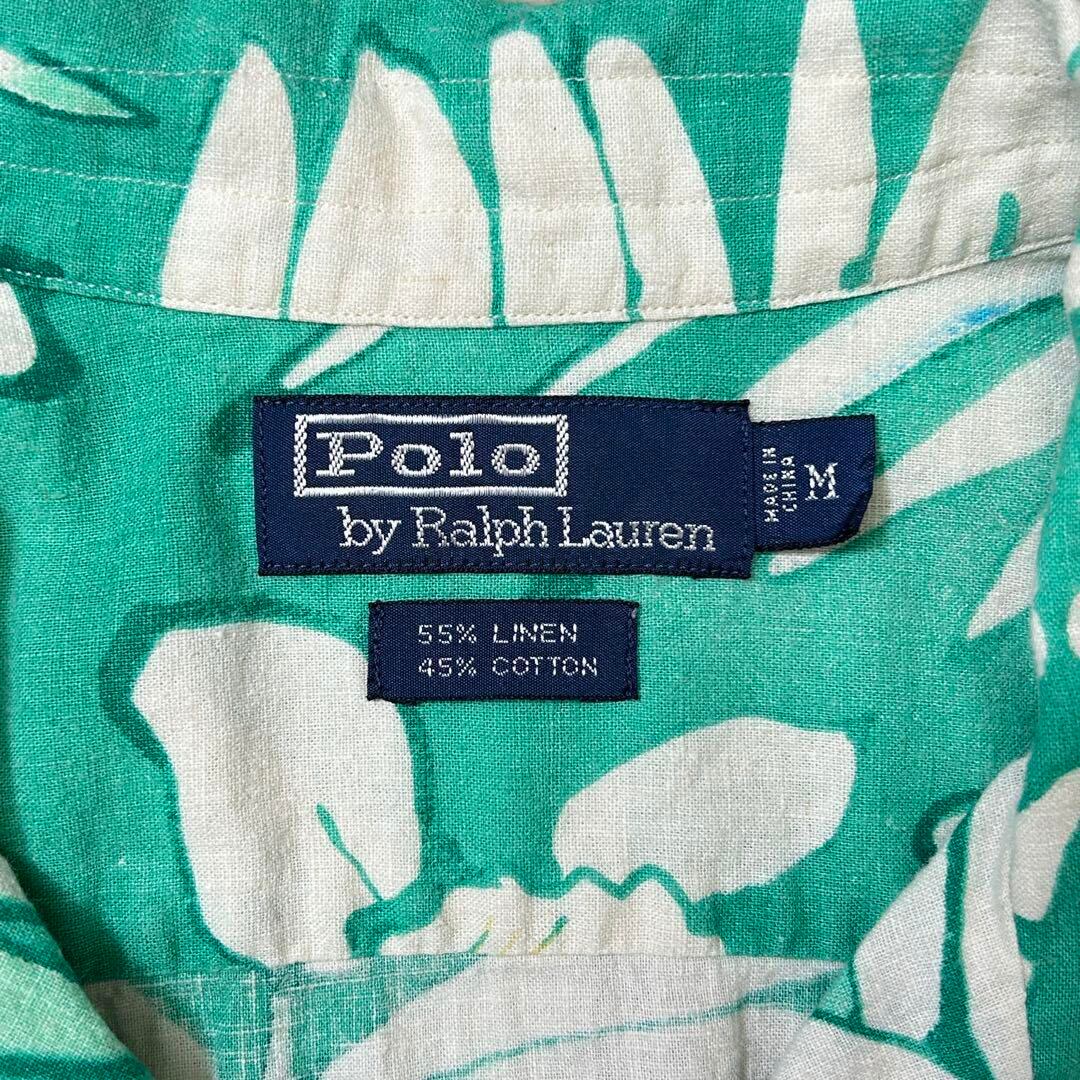 Polo
by Ralph Lauren
MADE IN
CHINA
M
55% LINEN
45% COTTON